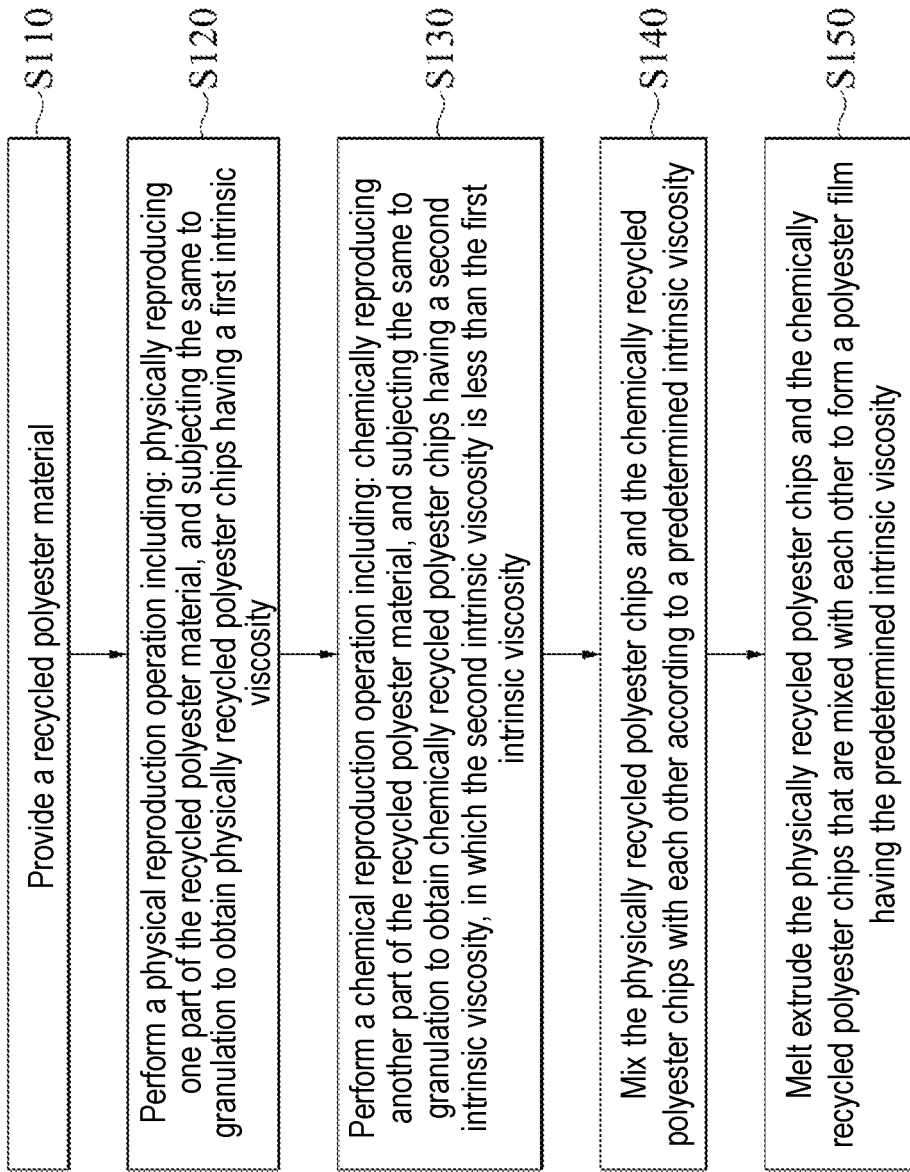 Provide a recycled polyester material
S110
Perform a physical reproduction operation including: physically reproducing
one part of the recycled polyester material, and subjecting the same to
granulation to obtain physically recycled polyester chips having a first intrinsic
viscosity
S120
Perform a chemical reproduction operation including: chemically reproducing
another part of the recycled polyester material, and subjecting the same to
granulation to obtain chemically recycled polyester chips having a second
intrinsic viscosity, in which the second intrinsic viscosity is less than the first
intrinsic viscosity
S130
Mix the physically recycled polyester chips and the chemically recycled
polyester chips with each other according to a predetermined intrinsic viscosity
S140
Melt extrude the physically recycled polyester chips and the chemically
recycled polyester chips that are mixed with each other to form a polyester film
having the predetermined intrinsic viscosity
S150